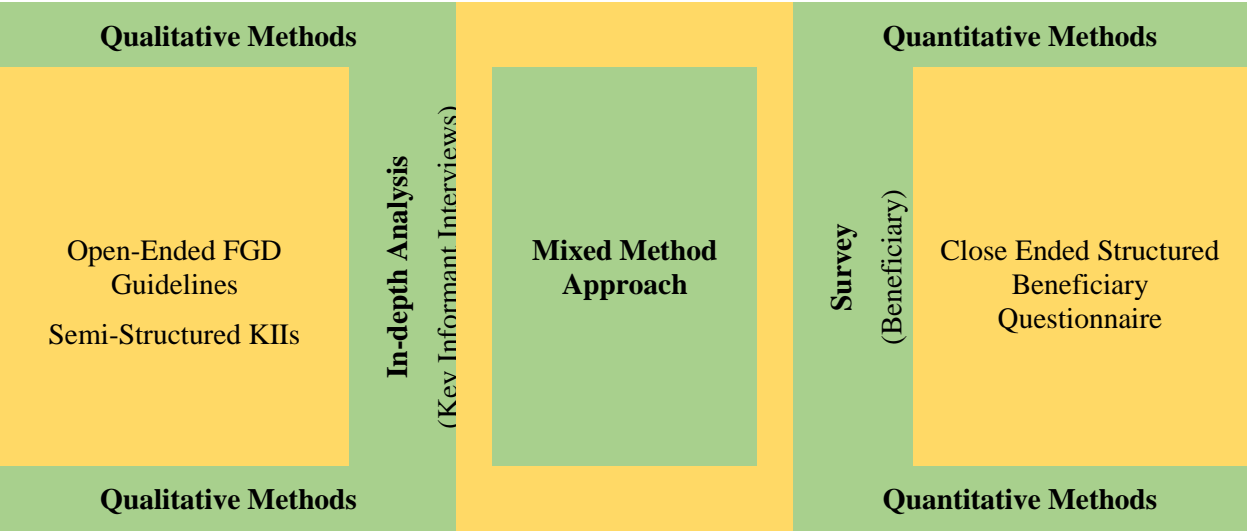 Qualitative Methods
Quantitative Methods
Open-Ended FGD
Guidelines
Semi-Structured KIIs
In-depth Analysis
(Key Informant Interviews)
Mixed Method
Approach
Survey
(Beneficiary)
Close Ended Structured
Beneficiary
Questionnaire
Qualitative Methods
Quantitative Methods